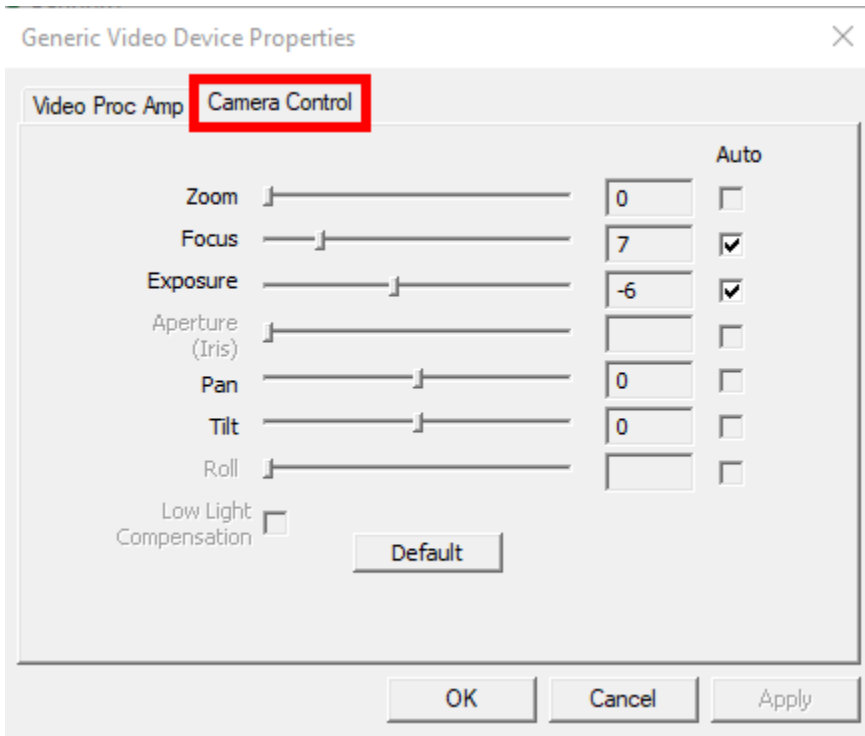 Generic Video Device Properties
Video Proc Amp Camera Control
Auto
Zoom 0
Focus 7
Exposure -6
Aperture
(Iris)
Pan 0
Tilt 0
Roll
Low Light
Compensation
Default
OK Cancel Apply